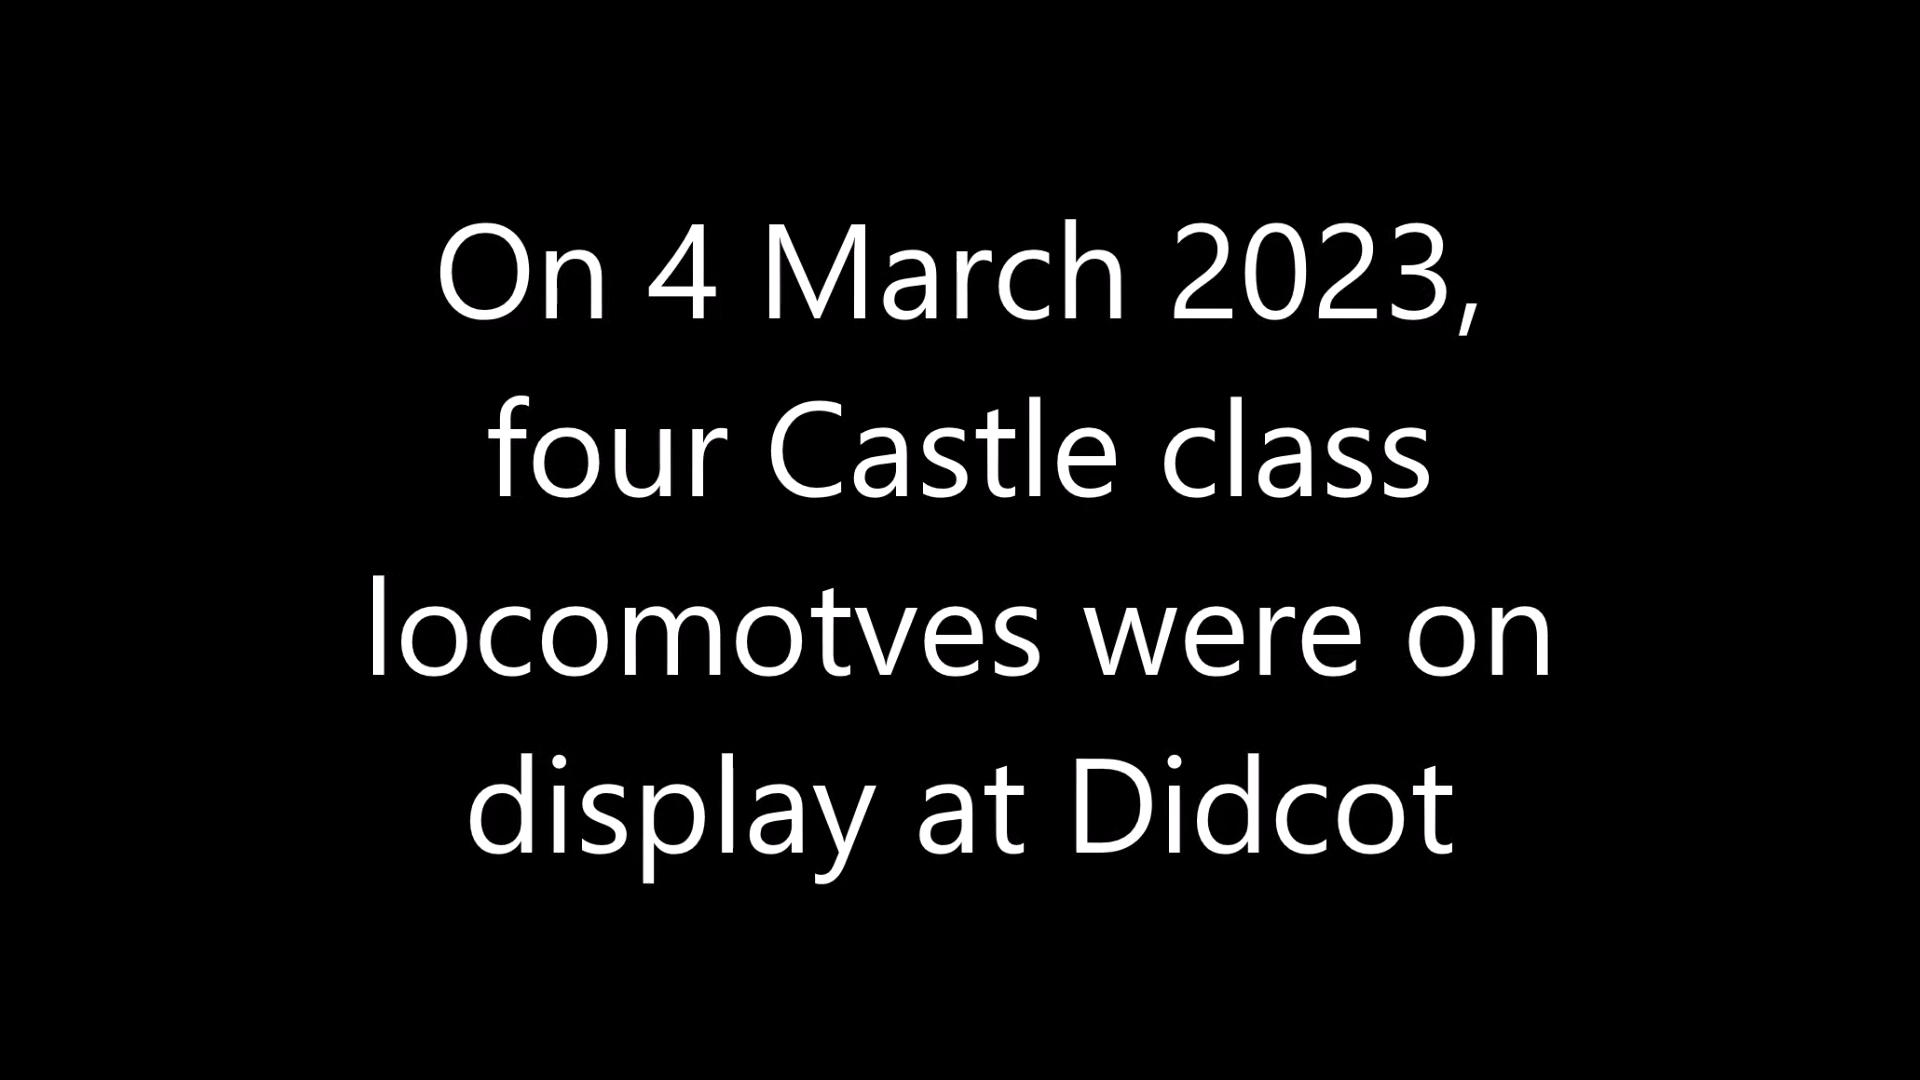 On 4 March 2023,
four Castle class
locomotves were on
display at Didcot